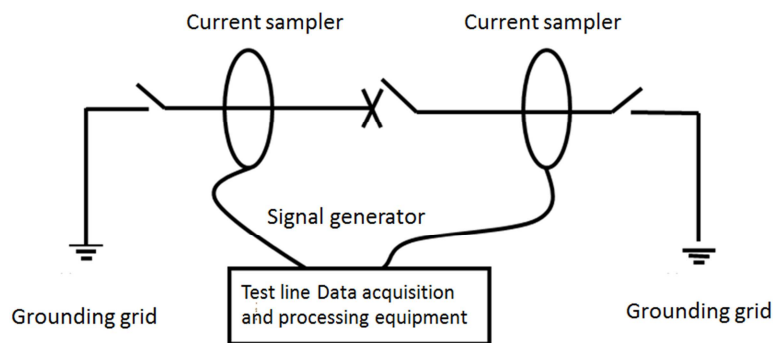 Current sampler
Current sampler
Signal generator
Test line Data acquisition
and processing equipment
Grounding grid
Grounding grid